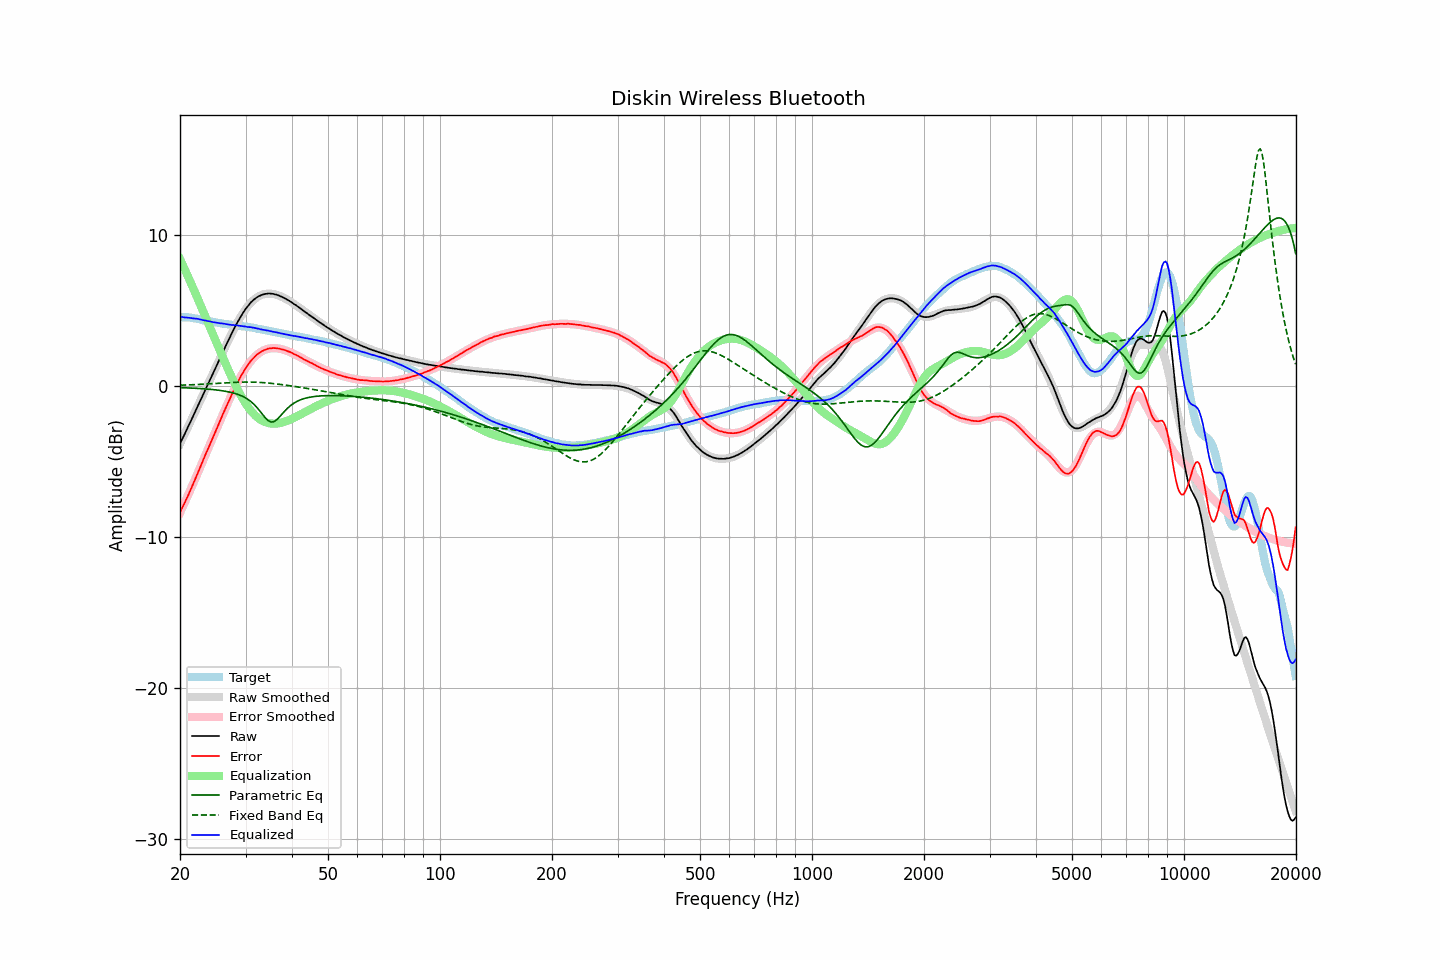 Diskin Wireless Bluetooth
Amplitude (dBr)
10
0
−10
−20
−30
Target
Raw Smoothed
Error Smoothed
Raw
Error
Equalization
Parametric Eq
Fixed Band Eq
Equalized
20 50 100 200 500 1000 2000 5000 10000 20000
Frequency (Hz)